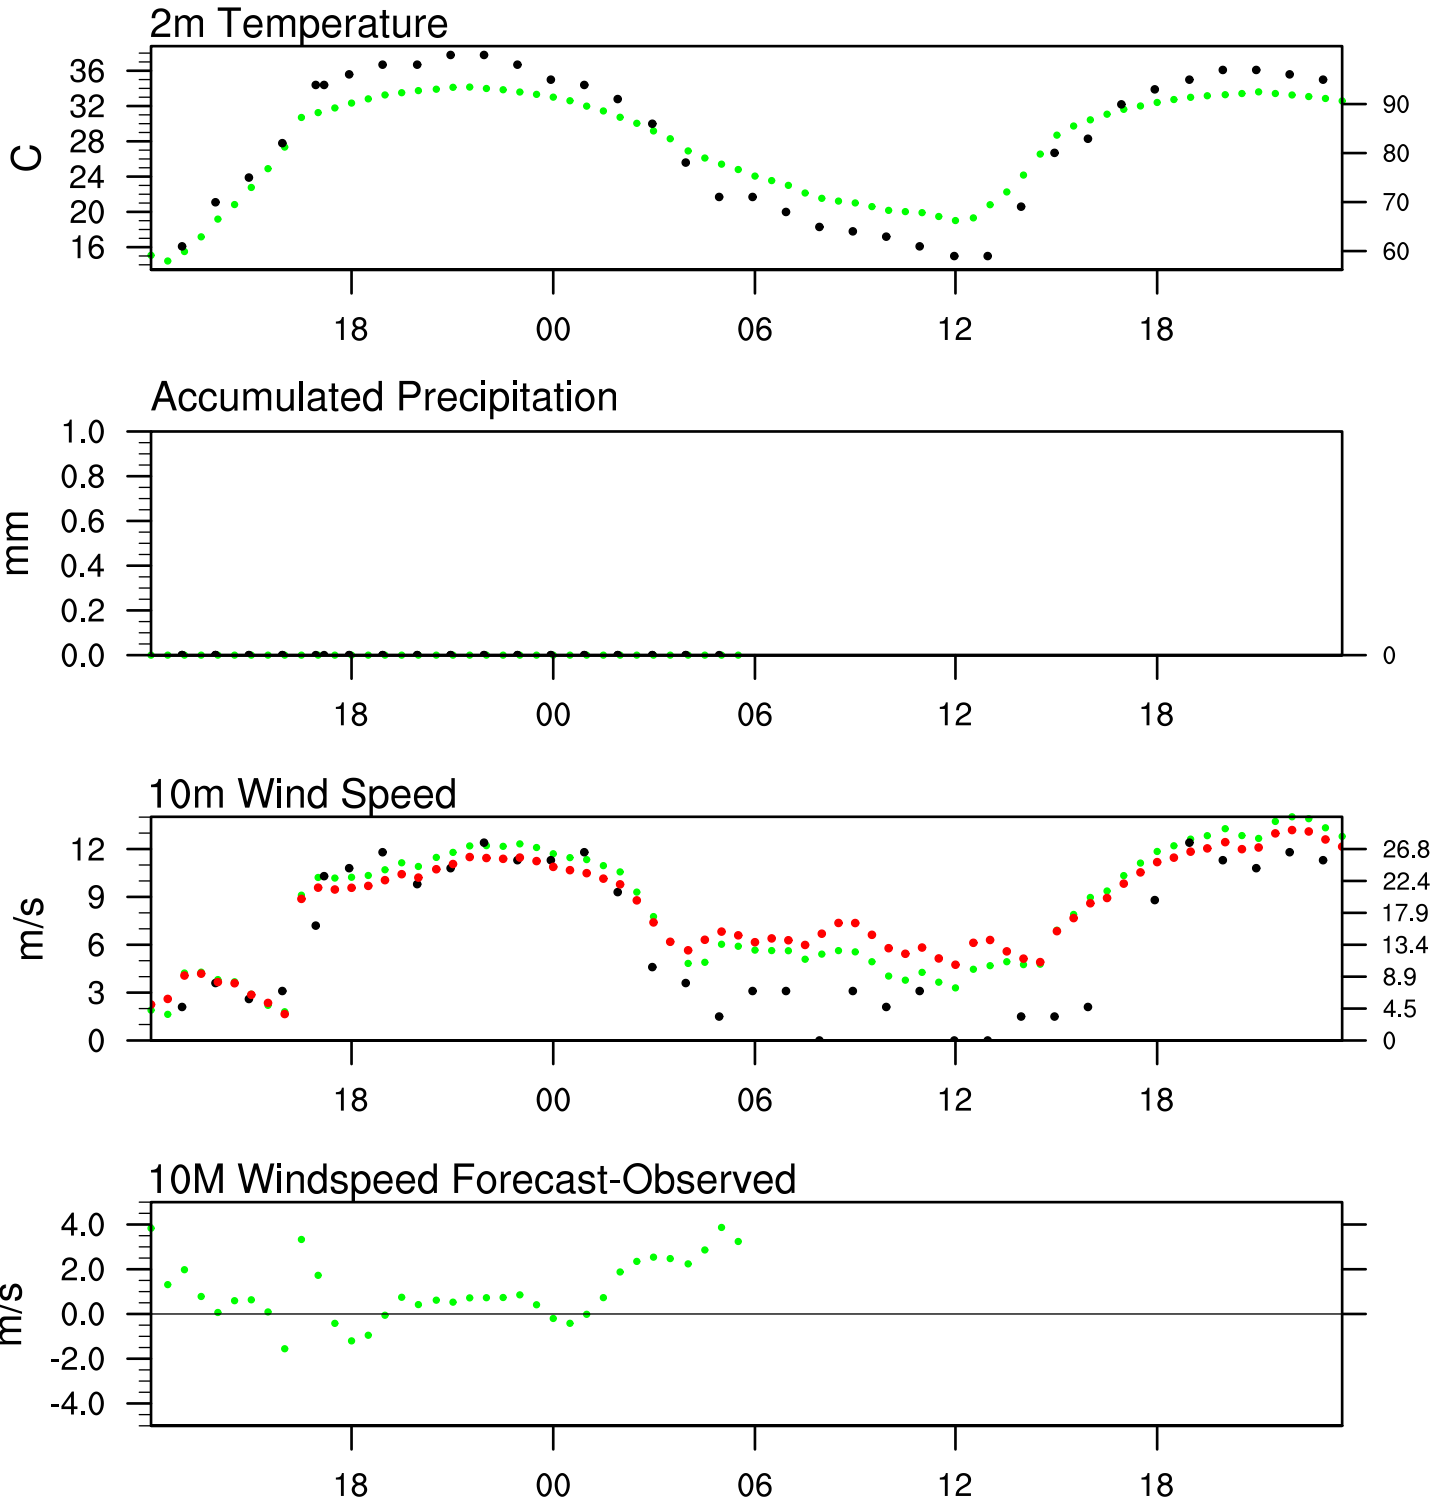 2m Temperature
36
32
28
24
20
16
C
90
80
70
60
18 00 06 12 18
Accumulated Precipitation
1.0
0.8
0.6
0.4
0.2
0.0
mm
0
18 00 06 12 18
10m Wind Speed
12
9
6
3
0
m/s
26.8
22.4
17.9
13.4
8.9
4.5
0
18 00 06 12 18
10M Windspeed Forecast-Observed
4.0
2.0
0.0
-2.0
-4.0
m/s
18 00 06 12 18